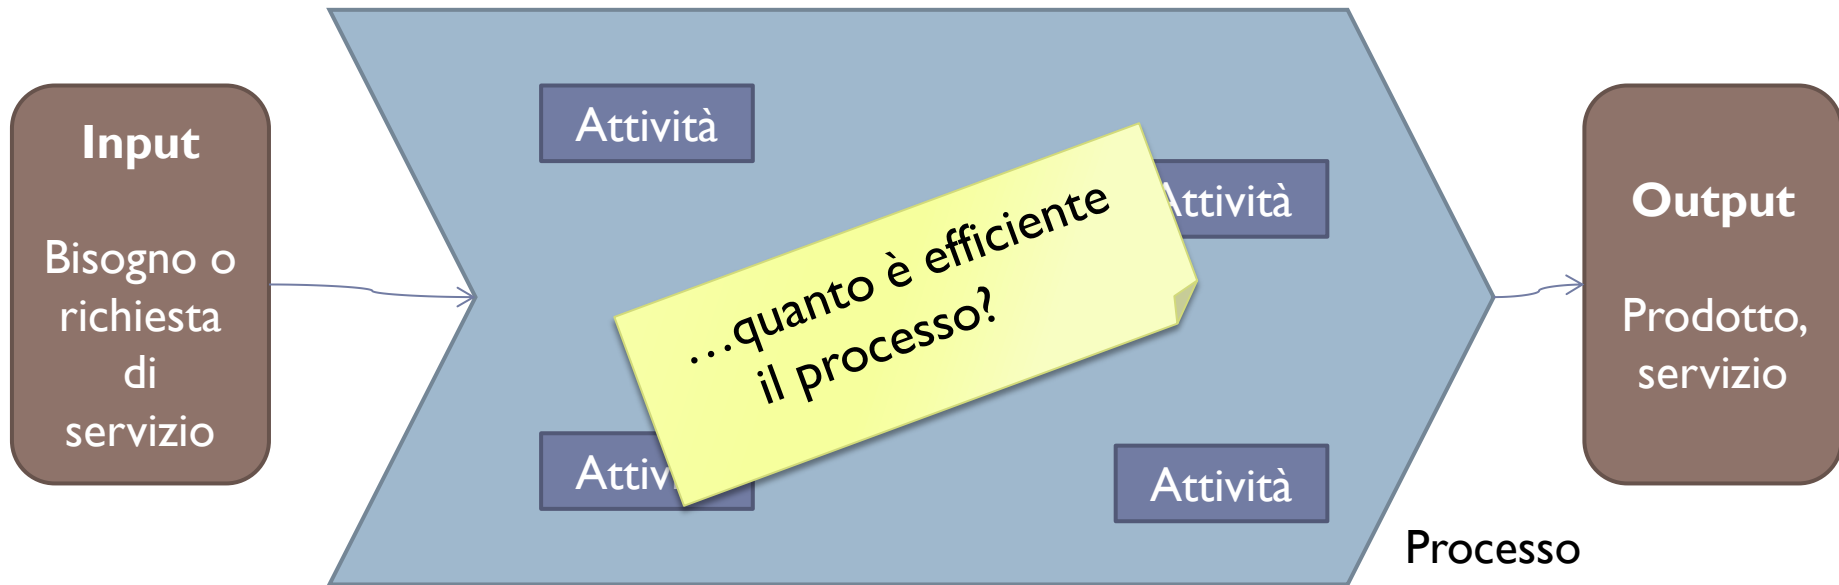 Input
Bisogno o
richiesta
di
servizio
Attività
Attività
…quanto è efficiente
il processo?
Attività
Processo
Output
Prodotto,
servizio